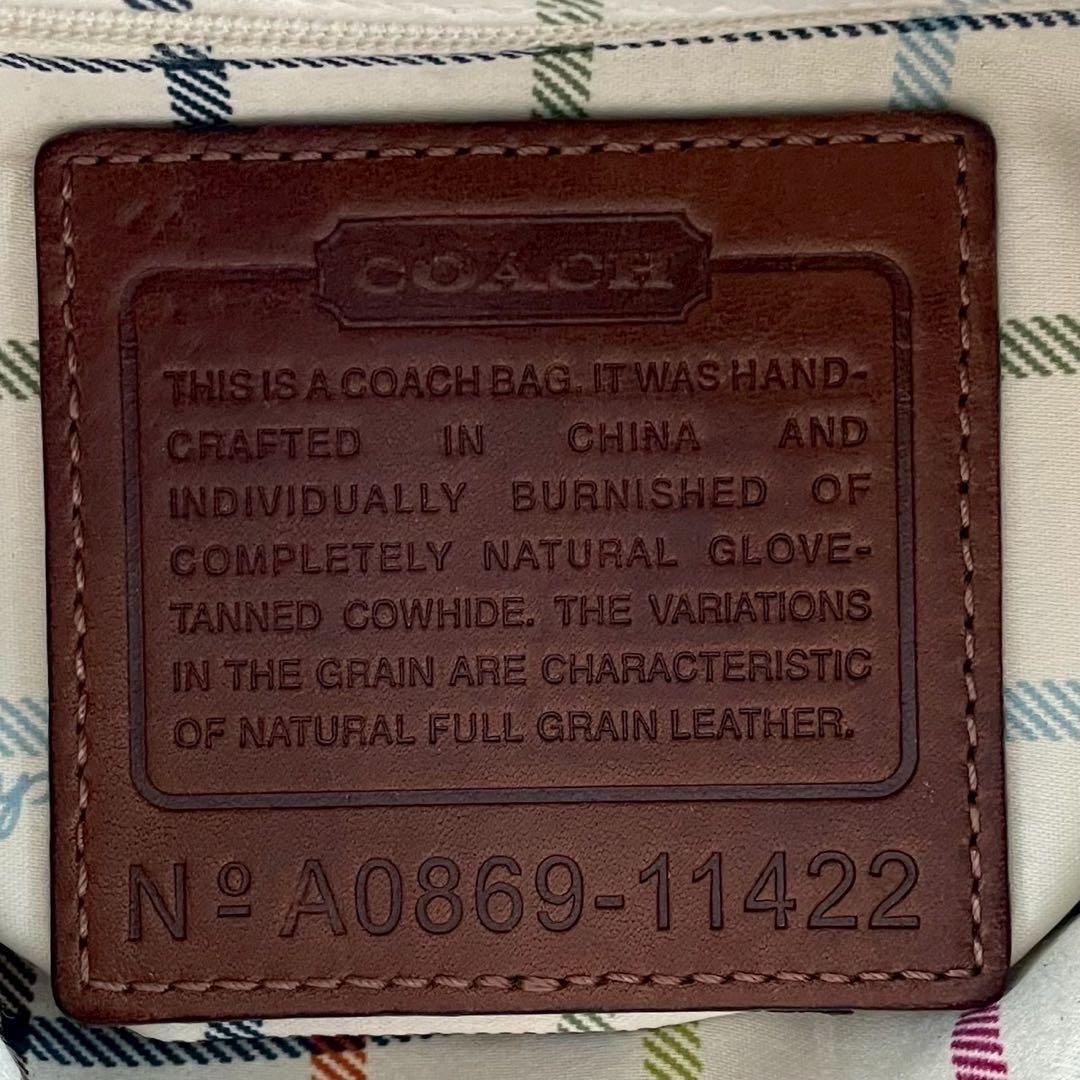 COACH
THIS IS A COACH BAG. IT WAS HAND-
CRAFTED IN CHINA AND
INDIVIDUALLY BURNISHED OF
COMPLETELY NATURAL GLOVE-
TANNED COWHIDE. THE VARIATIONS
IN THE GRAIN ARE CHARACTERISTIC
OF NATURAL FULL GRAIN LEATHER.
Nº A0869-11422